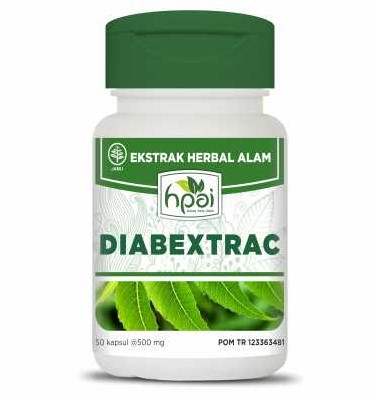 EKSTRAK HERBAL ALAM
JAMU
hpai
DIABEXTRAC
50 kapsul @500 mg
POM TR 123363481